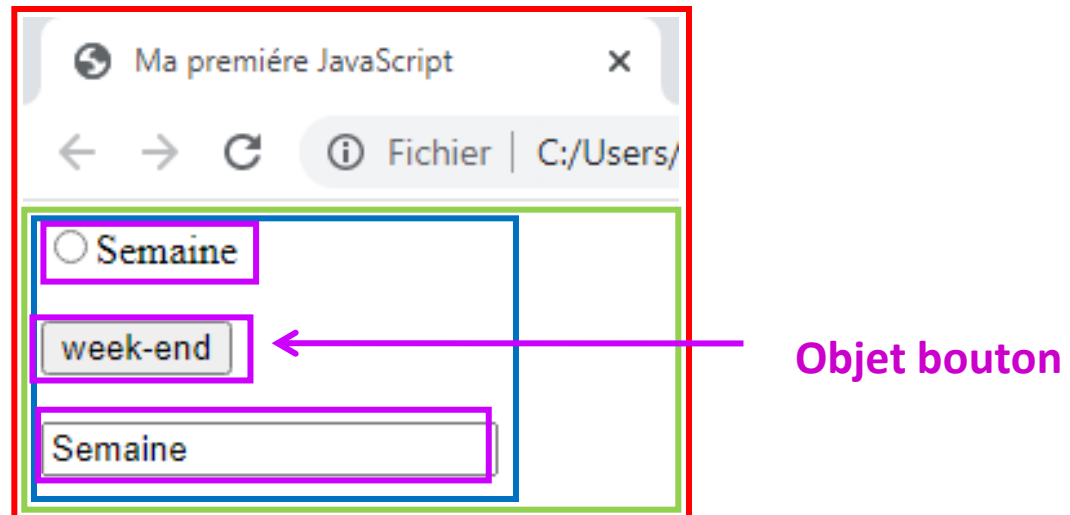 Ma premiére JavaScript
Fichier | C:/Users/
Semaine
week-end
Objet bouton
Semaine